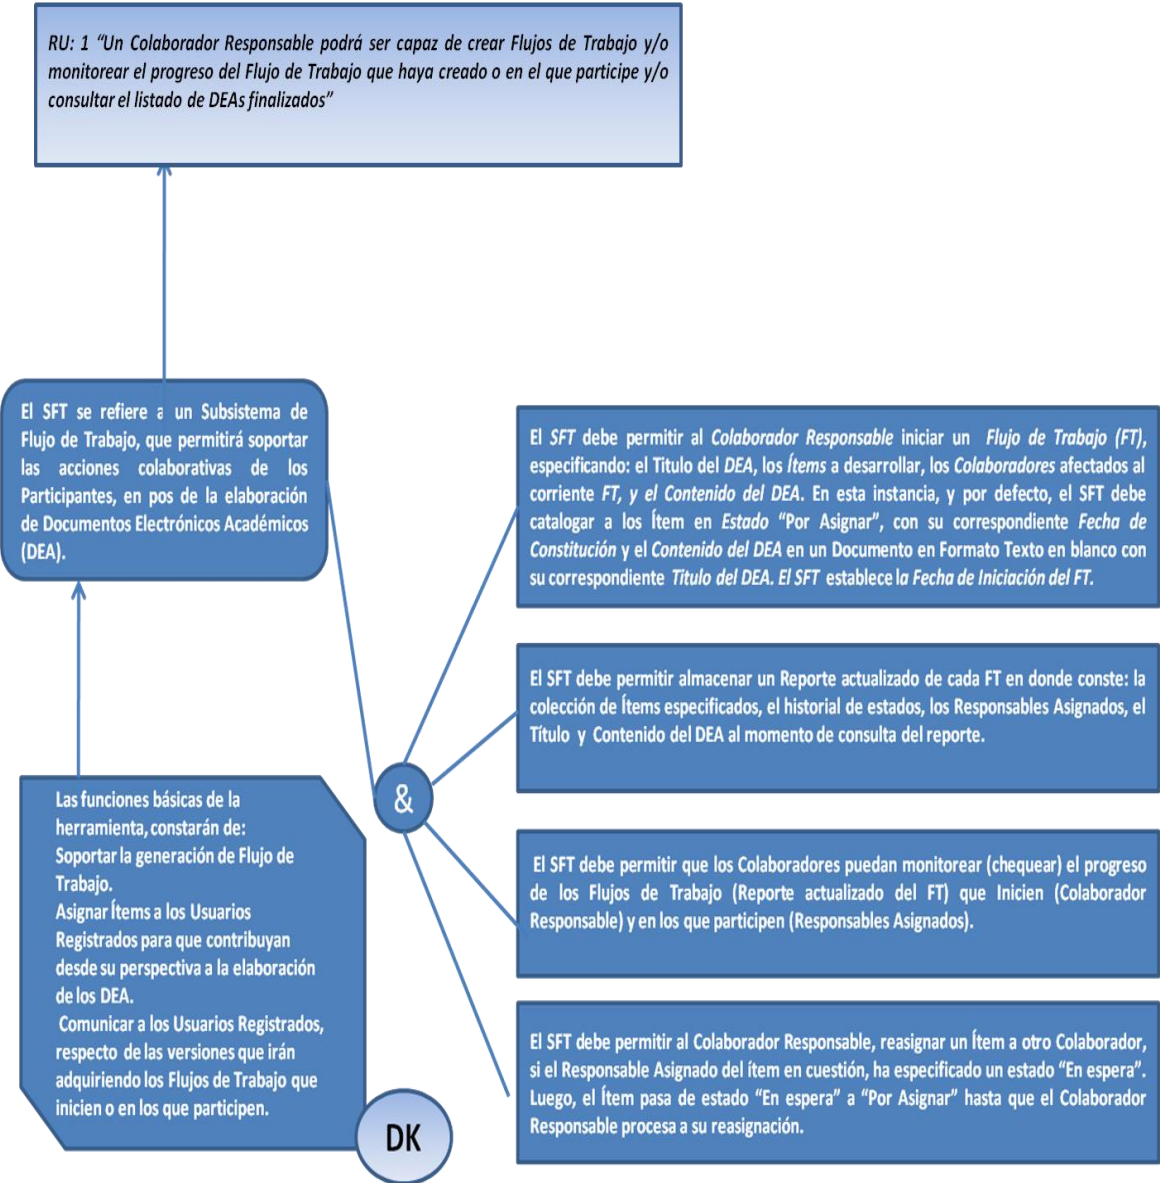 RU: 1 “Un Colaborador Responsable podrá ser capaz de crear Flujos de Trabajo y/o
monitorear el progreso del Flujo de Trabajo que haya creado o en el que participe y/o
consultar el listado de DEAs finalizados”
El SFT se refiere a un Subsistema de
Flujo de Trabajo, que permitirá soportar
las acciones colaborativas de los
Participantes, en pos de la elaboración
de Documentos Electrónicos Académicos
(DEA).
Las funciones básicas de la
herramienta, constarán de:
Soportar la generación de Flujo de
Trabajo.
Asignar Ítems a los Usuarios
Registrados para que contribuyan
desde su perspectiva a la elaboración
de los DEA.
Comunicar a los Usuarios Registrados,
respecto de las versiones que irán
adquiriendo los Flujos de Trabajo que
inicien o en los que participen.
DK
&
El SFT debe permitir al Colaborador Responsable iniciar un Flujo de Trabajo (FT),
especificando: el Titulo del DEA, los Ítems a desarrollar, los Colaboradores afectados al
corriente FT, y el Contenido del DEA. En esta instancia, y por defecto, el SFT debe
catalogar a los Ítem en Estado “Por Asignar”, con su correspondiente Fecha de
Constitución y el Contenido del DEA en un Documento en Formato Texto en blanco con
su correspondiente Titulo del DEA. El SFT establece la Fecha de Iniciación del FT.
El SFT debe permitir almacenar un Reporte actualizado de cada FT en donde conste: la
colección de Ítems especificados, el historial de estados, los Responsables Asignados, el
Título y Contenido del DEA al momento de consulta del reporte.
El SFT debe permitir que los Colaboradores puedan monitorear (chequear) el progreso
de los Flujos de Trabajo (Reporte actualizado del FT) que Inicien (Colaborador
Responsable) y en los que participen (Responsables Asignados).
El SFT debe permitir al Colaborador Responsable, reasignar un Ítem a otro Colaborador,
si el Responsable Asignado del ítem en cuestión, ha especificado un estado “En espera”.
Luego, el Ítem pasa de estado “En espera” a “Por Asignar” hasta que el Colaborador
Responsable procesa a su reasignación.